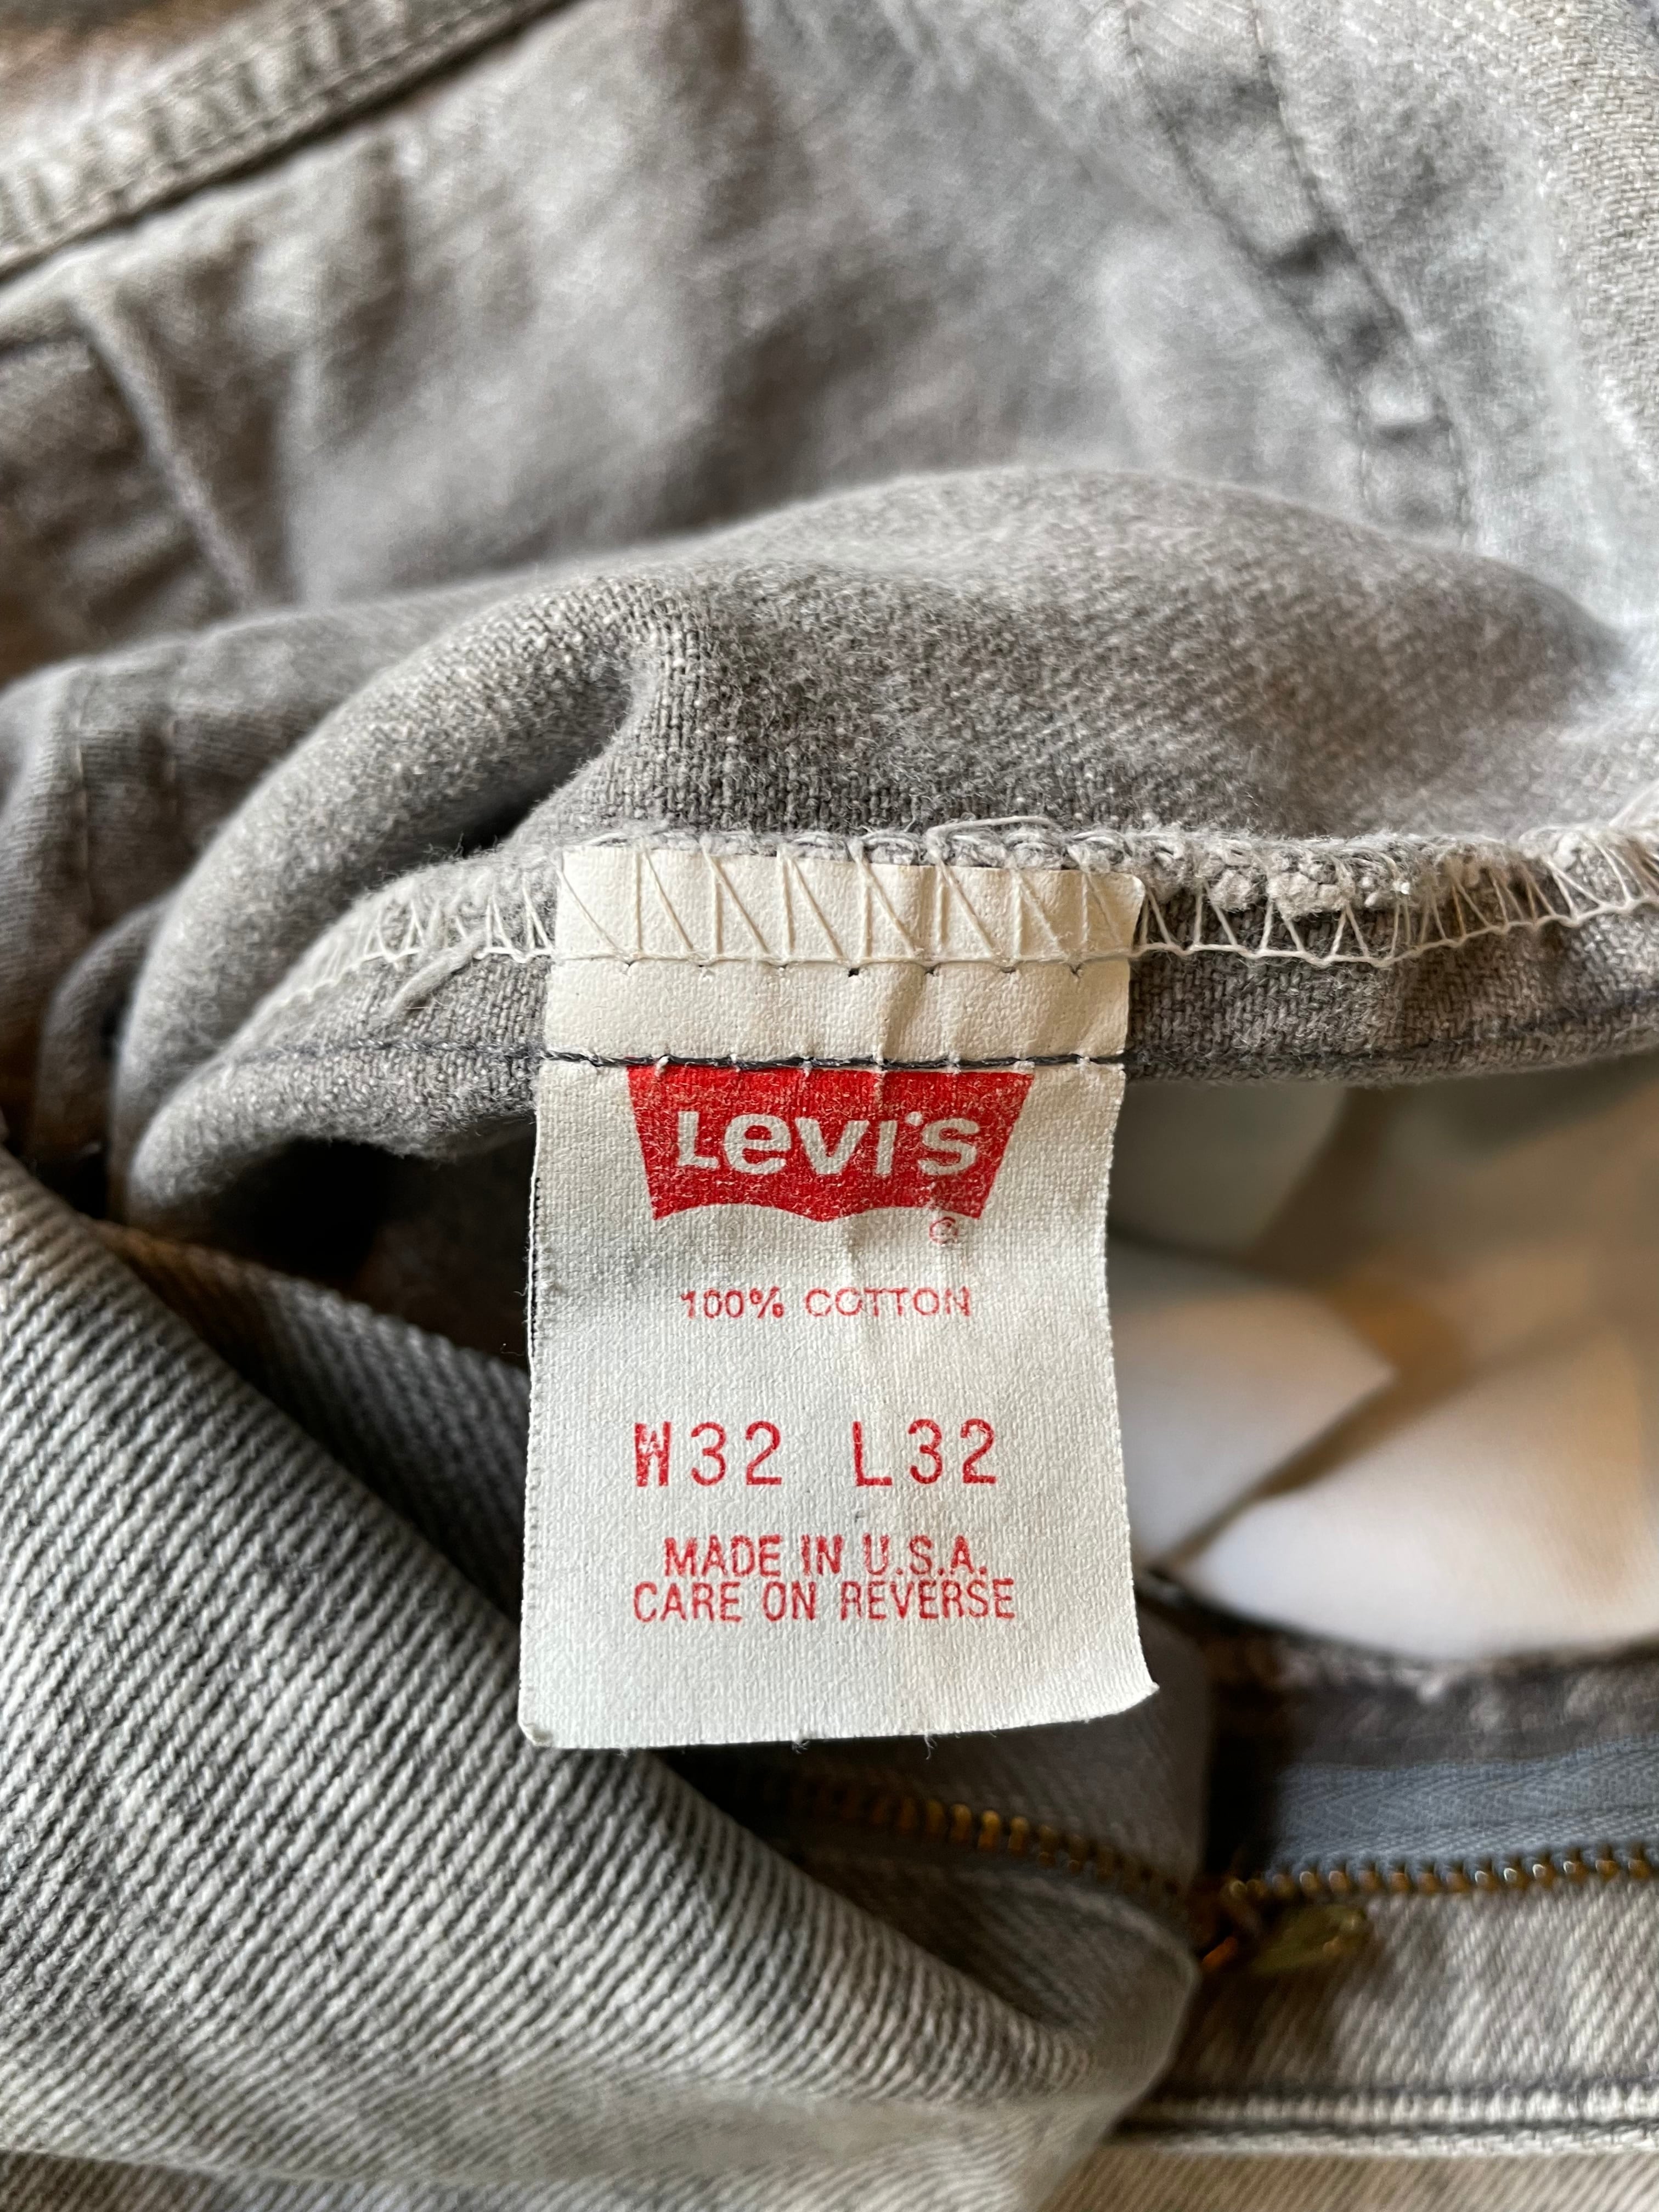 Levi's
®
100% COTTON
W32 L32
MADE IN U.S.A.
CARE ON REVERSE